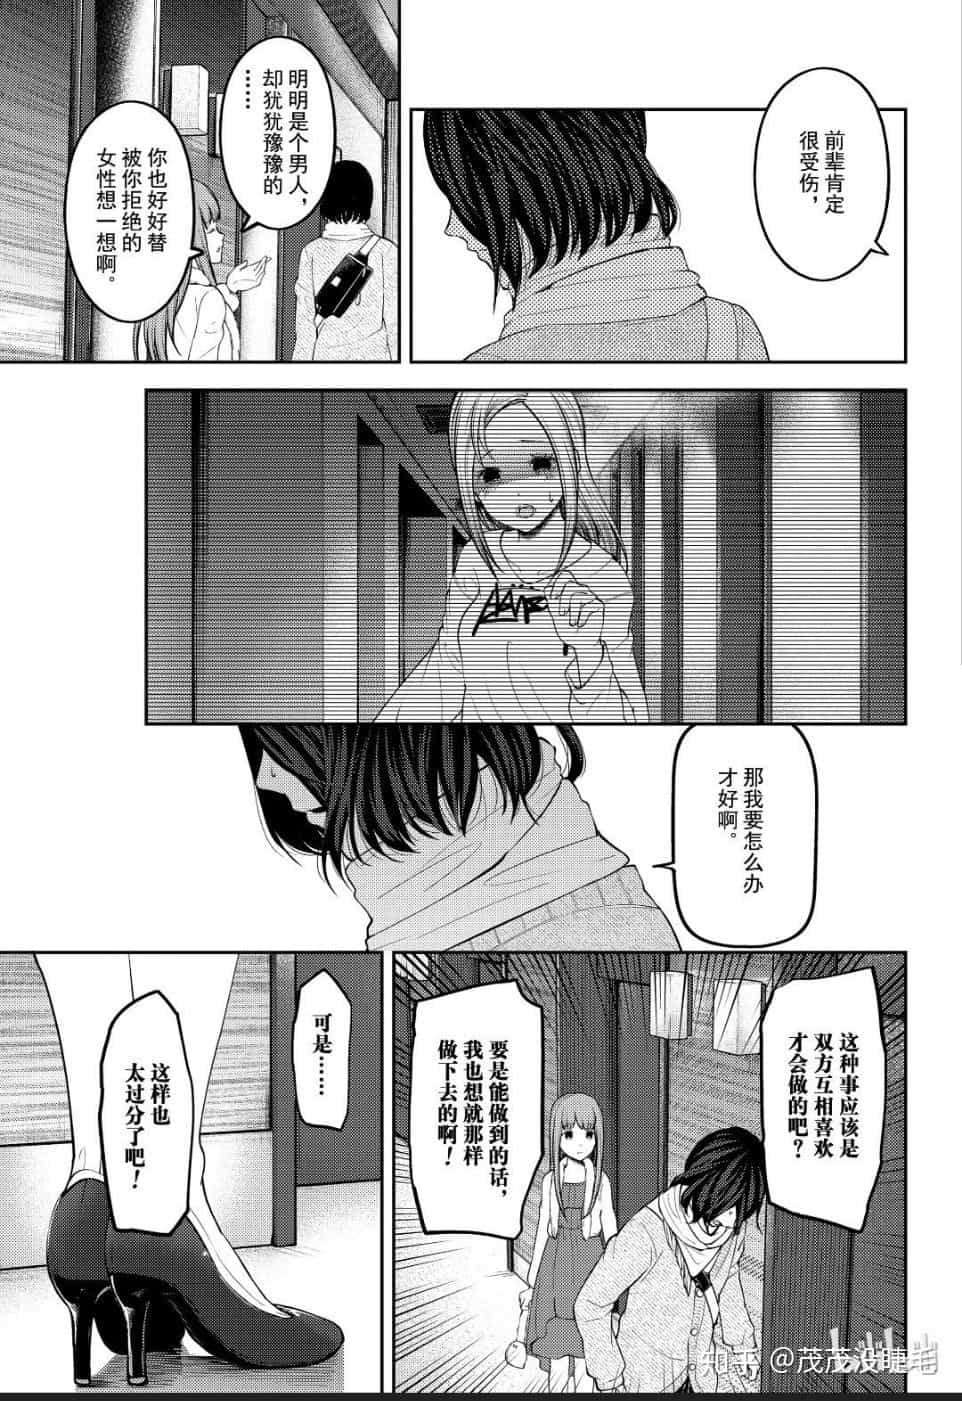 前辈肯定
很受伤，
明明是个男人，
却犹犹豫豫的
……
你也好好替
被你拒绝的
女性想一想啊。
那我要怎么办
才好啊。
这种事应该是
双方互相喜欢
才会做的吧？
要是能做到的话，
我也想就那样
做下去的啊！
可是……
这样也
太过分了吧！
知乎 @茂茂没睫毛